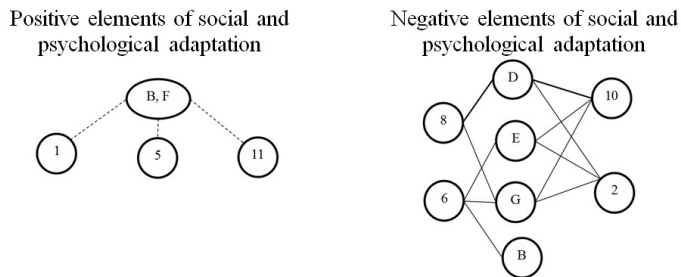 Positive elements of social and
psychological adaptation
B, F
1
5
11
Negative elements of social and
psychological adaptation
D
10
8
E
6
G
2
B